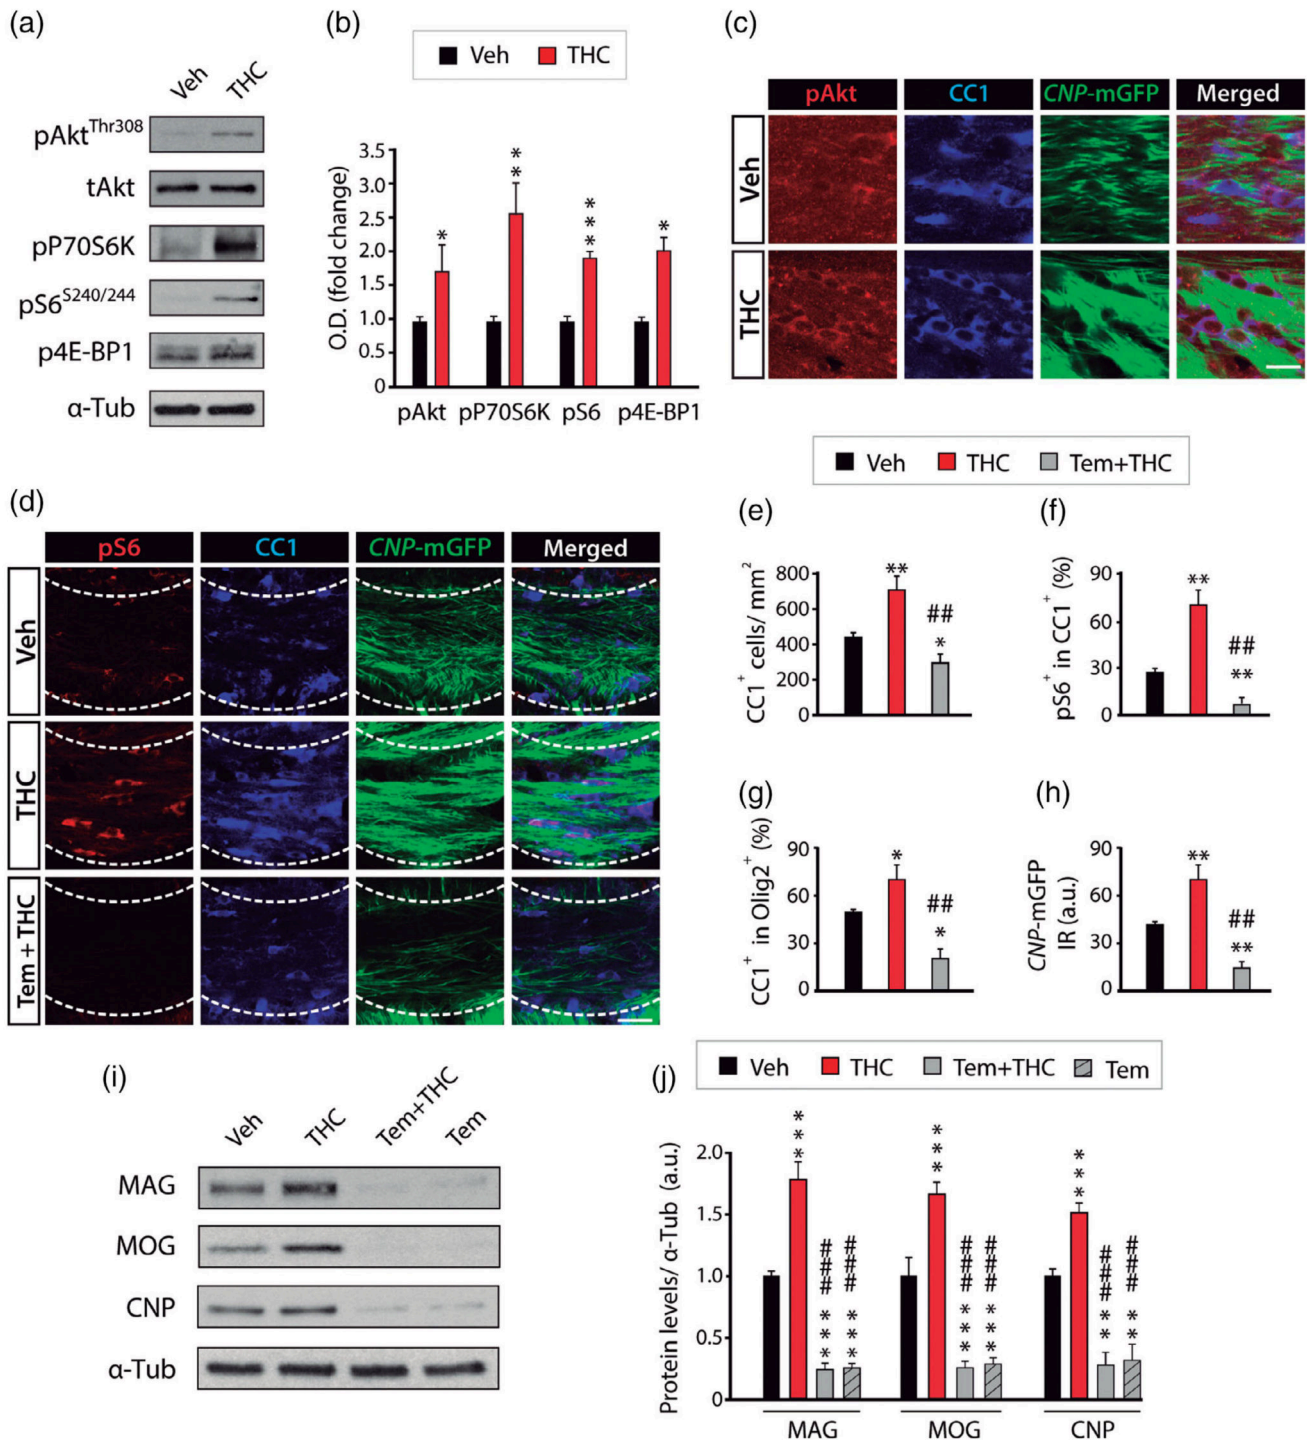 (a)
Veh THC
pAktThr308
tAkt
pP70S6K
pS6S240/244
p4E-BP1
α-Tub
(b)
Veh THC
O.D. (fold change)
3.5
3.0
2.5
2.0
1.5
1.0
0.5
0
*
**
***
*
pAkt pP70S6K pS6 p4E-BP1
(c)
pAkt CC1 CNP-mGFP Merged
Veh
THC
(d)
pS6 CC1 CNP-mGFP Merged
Veh
THC
Tem + THC
Veh THC Tem+THC
(e)
CC1+ cells/ mm2
800
600
400
200
0
**
##
*
(f)
pS6+ in CC1+ (%)
90
60
30
0
**
##
**
(g)
CC1+ in Olig2+ (%)
90
60
30
0
*
##
*
(h)
CNP-mGFP
IR (a.u.)
90
60
30
0
**
##
**
(i)
Veh THC Tem+THC Tem
MAG
MOG
CNP
α-Tub
(j)
Veh THC Tem+THC Tem
Protein levels/ α-Tub (a.u.)
2.0
1.5
1.0
0.5
0
*** ### *** ### ***
*** ### *** ### ***
*** ### ** ### **
MAG MOG CNP